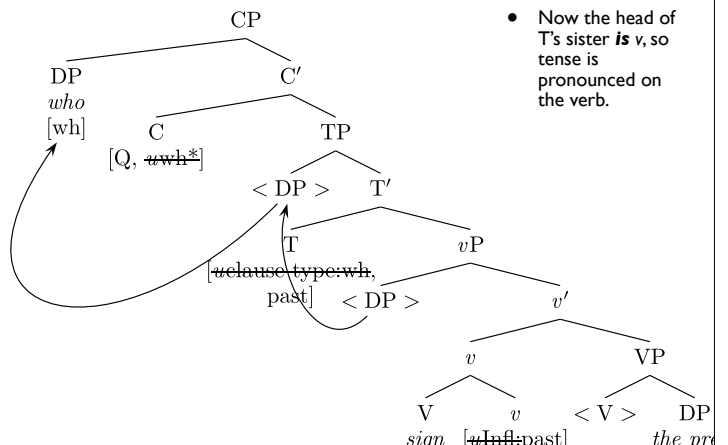 CP
• Now the head of
T's sister is v, so
tense is
pronounced on
the verb.
DP C′
who
[wh]
C TP
[Q, uwh*]
< DP > T′
T vP
[uclause type:wh,
past] < DP > v′
v VP
V v < V > DP
sign [uInfl:past] the